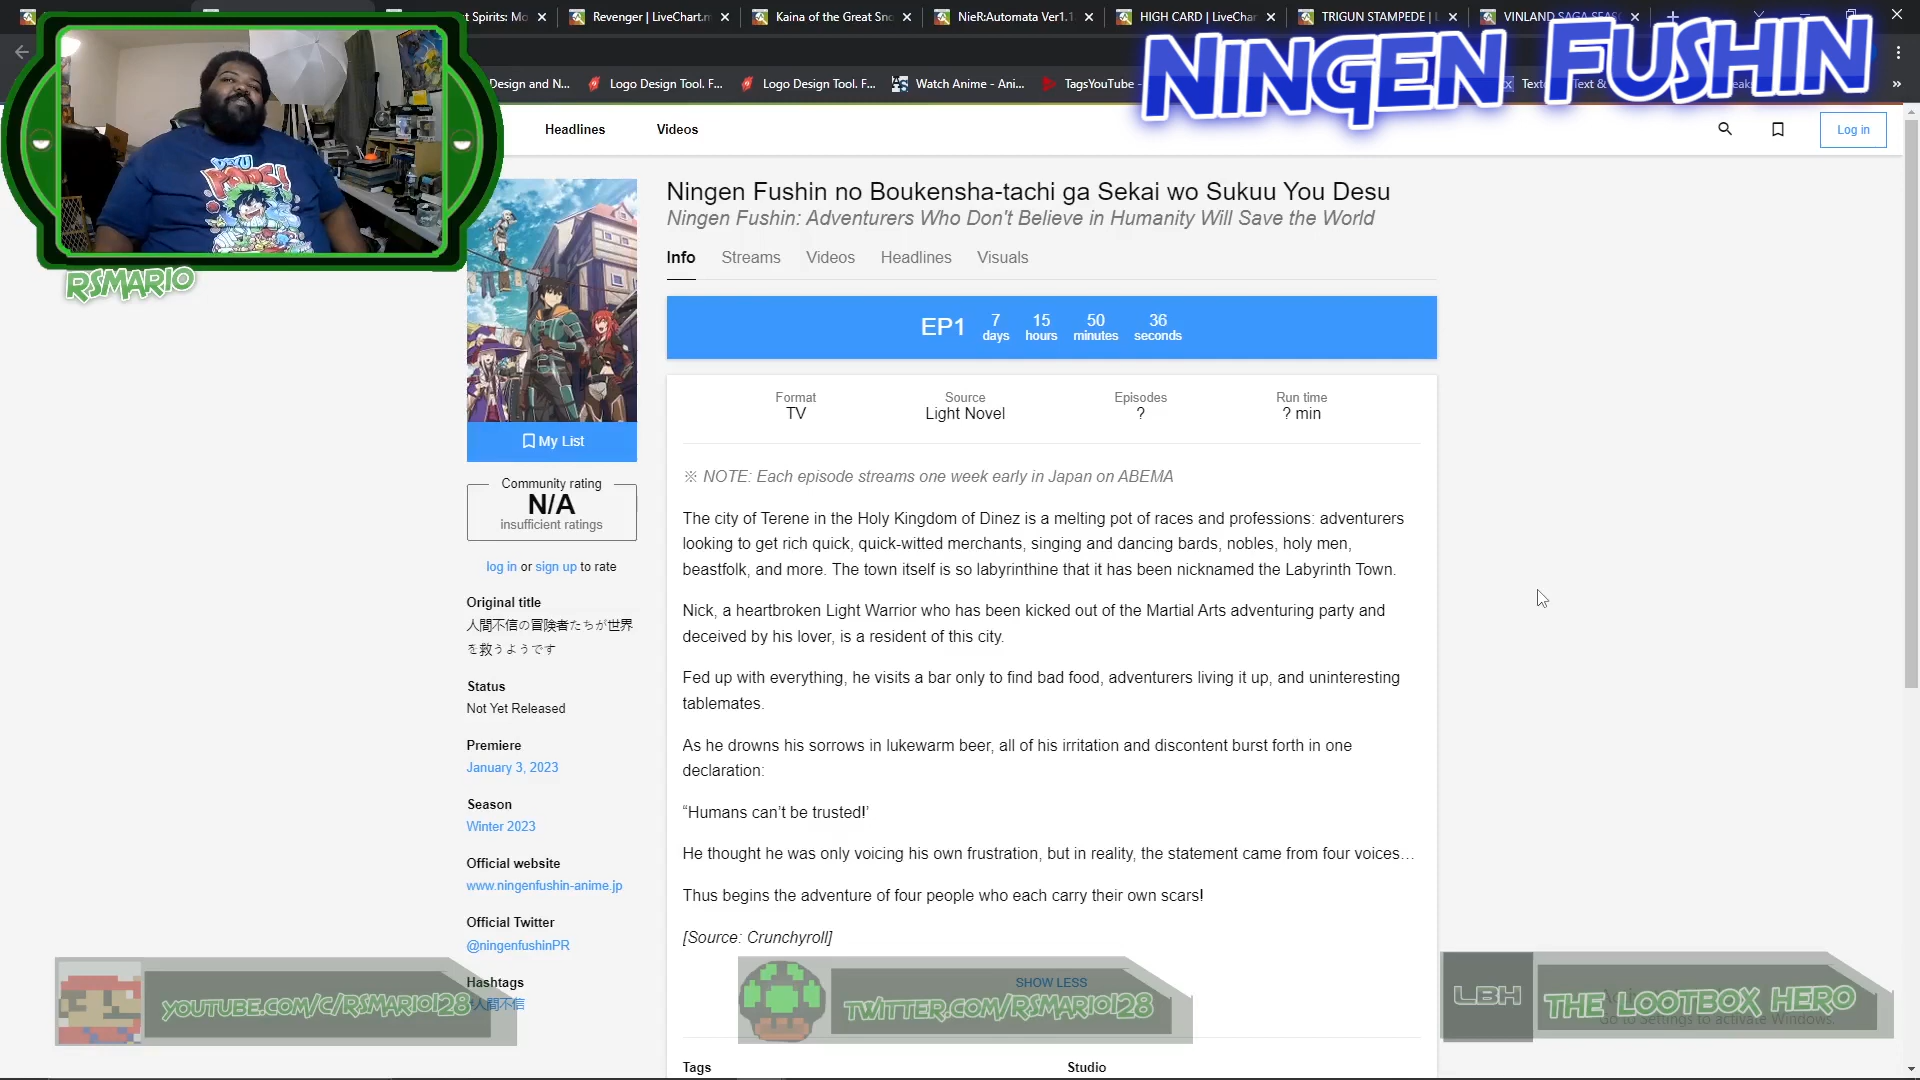 t Spirits: Mo
Revenger | LiveChart.m
Kaina of the Great Sno
NieR:Automata Ver1.1
HIGH CARD | LiveChar
TRIGUN STAMPEDE | L
VINLAND SAGA SEASO
NINGEN FUSHIN
Design and N...
Logo Design Tool. F...
Logo Design Tool. F...
Watch Anime - Ani...
TagsYouTube -
Text &
»
DEKU
POPS!
RSMARIO
Headlines
Videos
Log in
Ningen Fushin no Boukensha-tachi ga Sekai wo Sukuu You Desu
Ningen Fushin: Adventurers Who Don't Believe in Humanity Will Save the World
Info Streams Videos Headlines Visuals
EP1 7 days 15 hours 50 minutes 36 seconds
Format Source Episodes Run time
TV Light Novel ? ? min
※ NOTE: Each episode streams one week early in Japan on ABEMA
The city of Terene in the Holy Kingdom of Dinez is a melting pot of races and professions: adventurers
looking to get rich quick, quick-witted merchants, singing and dancing bards, nobles, holy men,
beastfolk, and more. The town itself is so labyrinthine that it has been nicknamed the Labyrinth Town.
Nick, a heartbroken Light Warrior who has been kicked out of the Martial Arts adventuring party and
deceived by his lover, is a resident of this city.
Fed up with everything, he visits a bar only to find bad food, adventurers living it up, and uninteresting
tablemates.
As he drowns his sorrows in lukewarm beer, all of his irritation and discontent burst forth in one
declaration:
“Humans can’t be trusted!’
He thought he was only voicing his own frustration, but in reality, the statement came from four voices…
Thus begins the adventure of four people who each carry their own scars!
[Source: Crunchyroll]
SHOW LESS
Tags
Studio
My List
Community rating
N/A
insufficient ratings
log in or sign up to rate
Original title
人間不信の冒険者たちが世界
を救うようです
Status
Not Yet Released
Premiere
January 3, 2023
Season
Winter 2023
Official website
www.ningenfushin-anime.jp
Official Twitter
@ningenfushinPR
Hashtags
#人間不信
YOUTUBE.COM/C/RSMARIO128
TWITTER.COM/RSMARIO128
LBH
THE LOOTBOX HERO
Go to Settings to activate Windows.